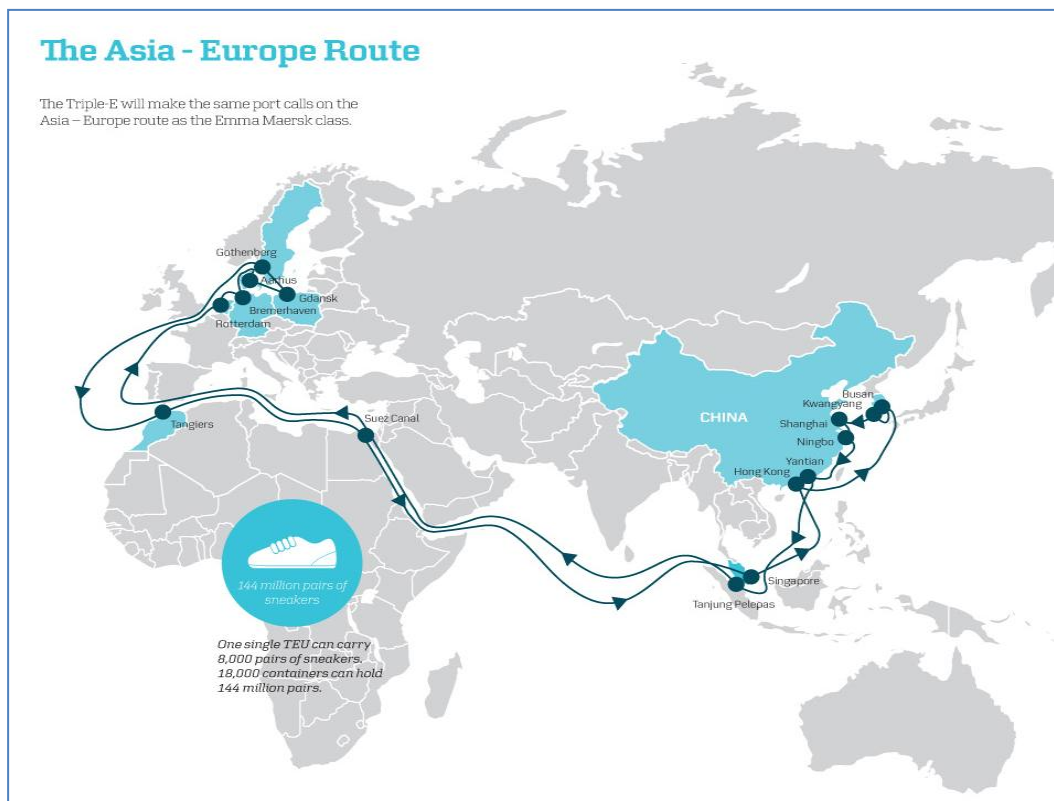 The Asia - Europe Route
The Triple-E will make the same port calls on the
Asia – Europe route as the Emma Maersk class.
Gothenborg
Aarhus
Gdansk
Bremerhaven
Rotterdam
Tangiers
Suez Canal
CHINA
Busan
Kwangyang
Shanghai
Ningbo
Yantian
Hong Kong
Singapore
Tanjung Pelepas
144 million pairs of
sneakers
One single TEU can carry
8,000 pairs of sneakers.
18,000 containers can hold
144 million pairs.